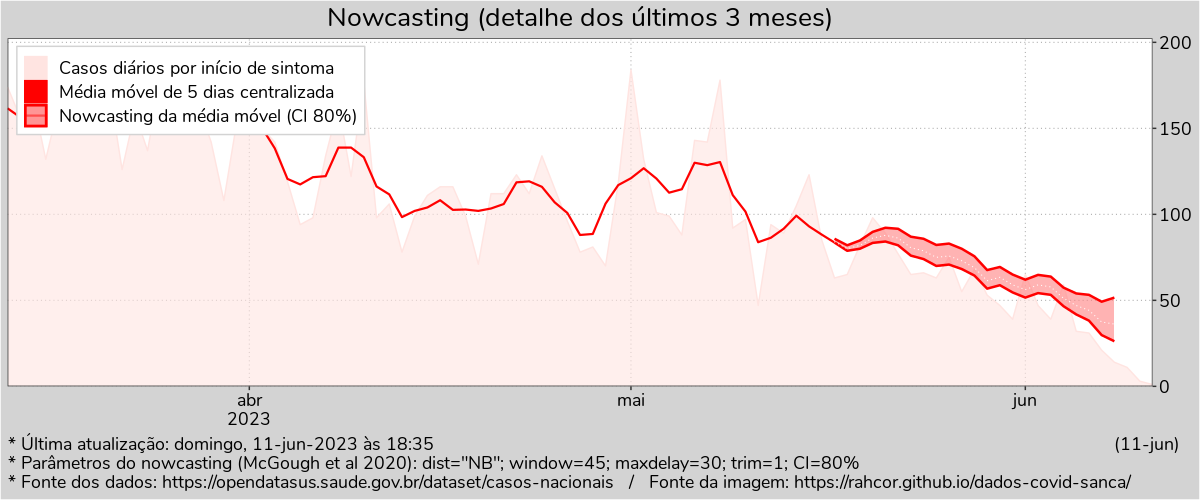 Nowcasting (detalhe dos últimos 3 meses)
Casos diários por início de sintoma
Média móvel de 5 dias centralizada
Nowcasting da média móvel (CI 80%)
200
150
100
50
0
abr
2023
mai
jun
* Última atualização: domingo, 11-jun-2023 às 18:35
(11-jun)
* Parâmetros do nowcasting (McGough et al 2020): dist="NB"; window=45; maxdelay=30; trim=1; CI=80%
* Fonte dos dados: https://opendatasus.saude.gov.br/dataset/casos-nacionais / Fonte da imagem: https://rahcor.github.io/dados-covid-sanca/